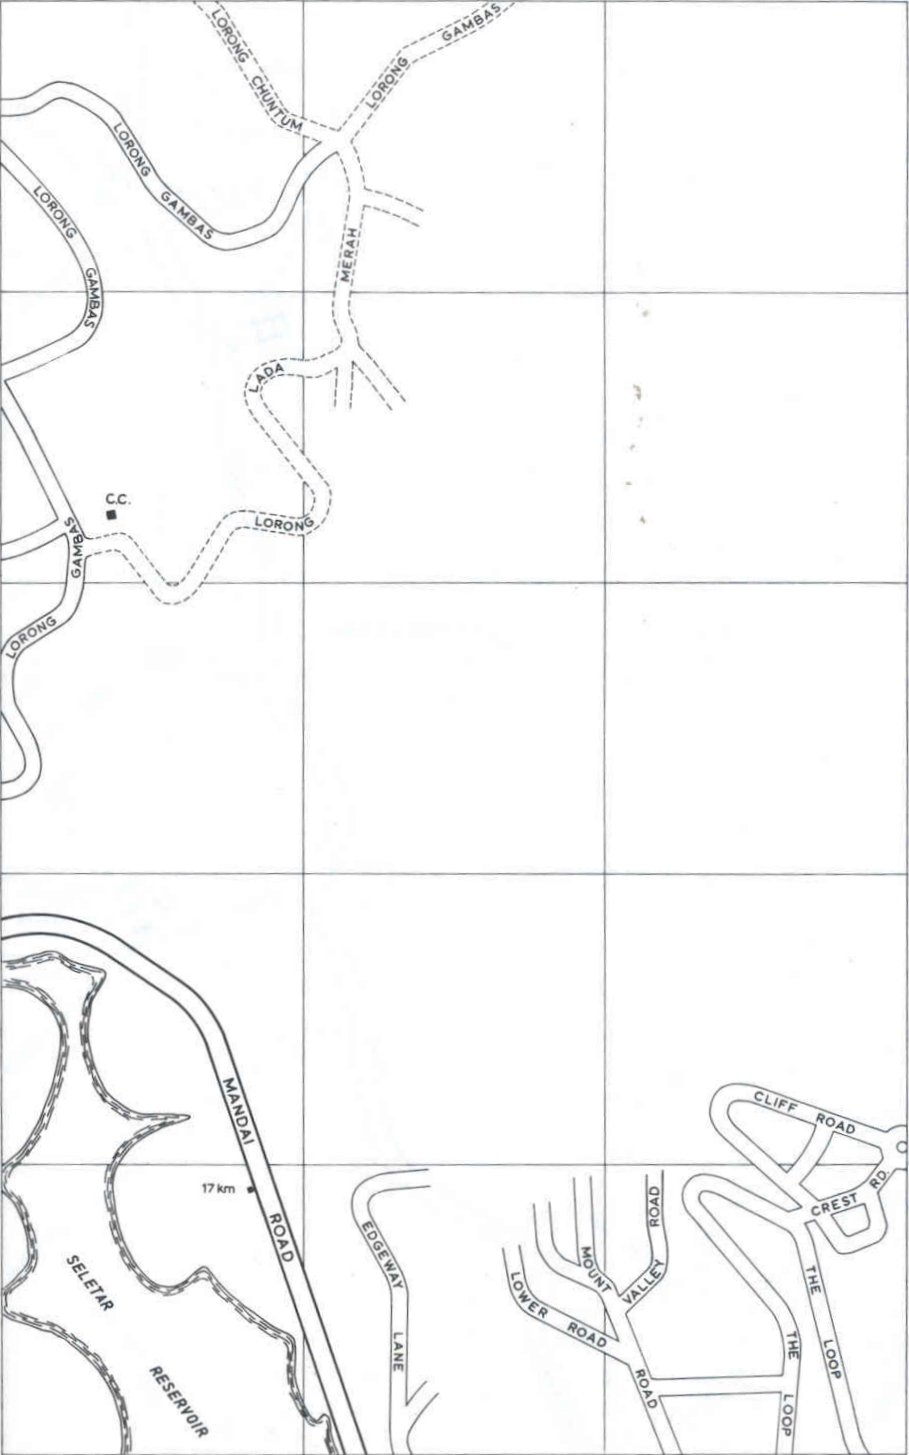 LORONG CHUNTUM
LORONG GAMBAS
LORONG GAMBAS
LORONG GAMBAS
MERAH
LADA
LORONG
C.C.
LORONG GAMBAS
MANDAI ROAD
17 km
SELETAR RESERVOIR
CLIFF ROAD
CREST RD.
EDGEWAY LANE
LOWER ROAD
MOUNT
VALLEY ROAD
ROAD
THE LOOP
THE LOOP